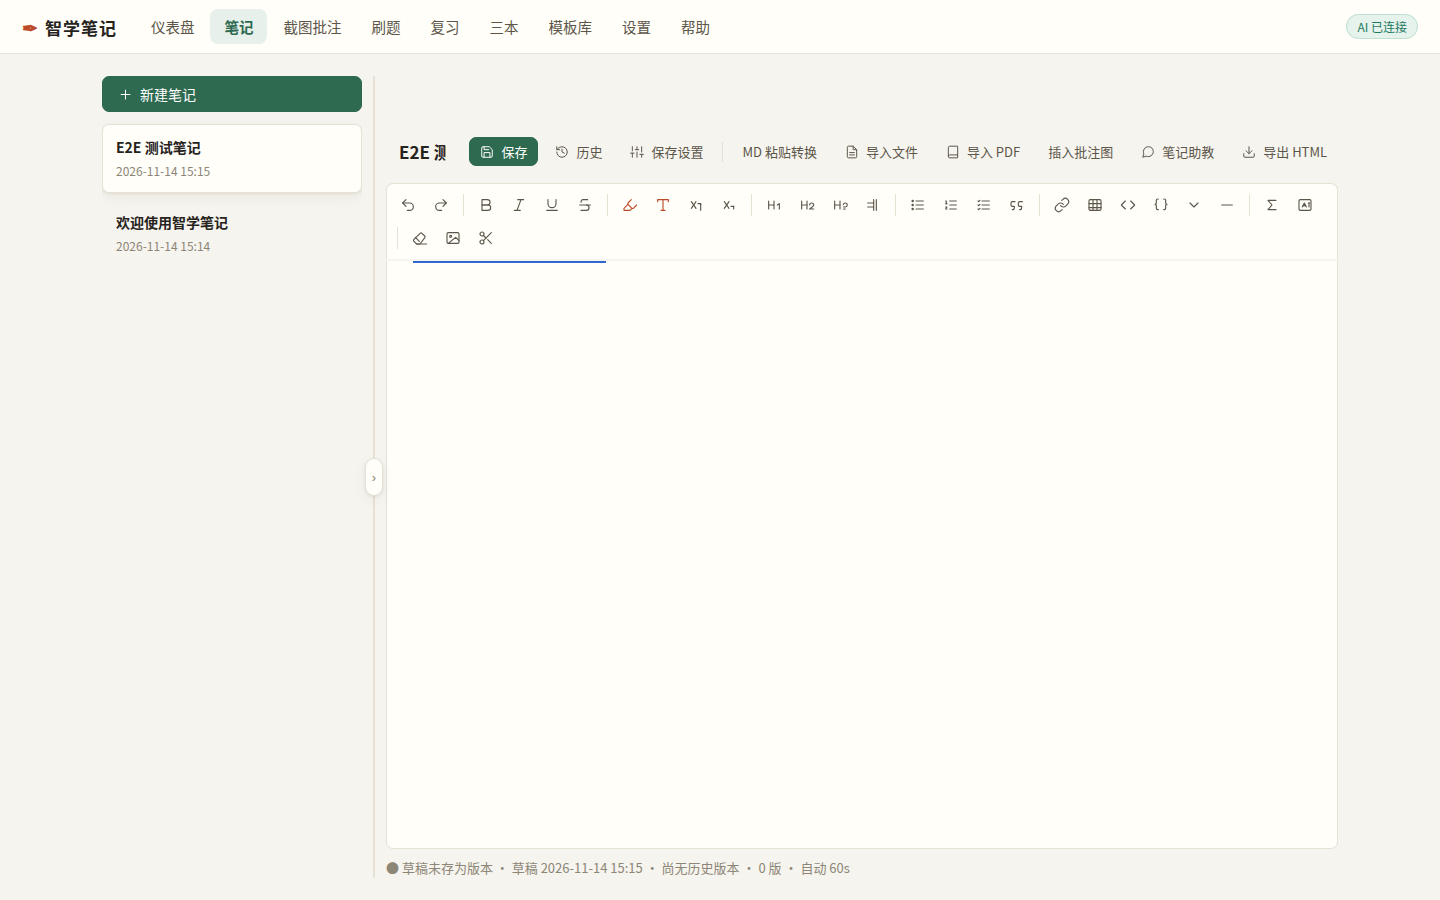 智学笔记
仪表盘 笔记 截图批注 刷题 复习 三本 模板库 设置 帮助
AI 已连接
新建笔记
E2E 测试笔记
2026-11-14 15:15
欢迎使用智学笔记
2026-11-14 15:14
E2E 测
保存 历史 保存设置 MD 粘贴转换 导入文件 导入 PDF 插入批注图 笔记助教 导出 HTML
H1 H2 H3
草稿未存为版本 · 草稿 2026-11-14 15:15 · 尚无历史版本 · 0 版 · 自动 60s